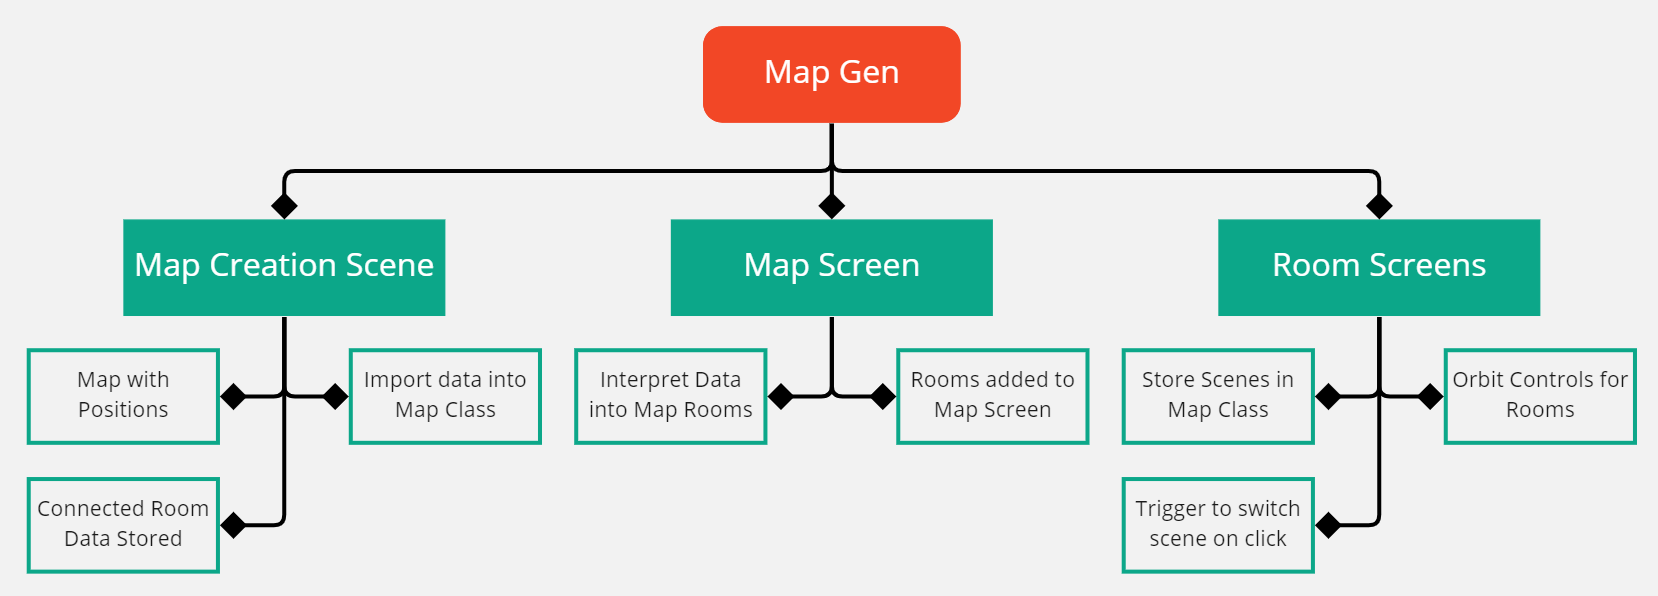 Map Gen
Map Creation Scene
Map Screen
Room Screens
Map with
Positions
Import data into
Map Class
Interpret Data
into Map Rooms
Rooms added to
Map Screen
Store Scenes in
Map Class
Orbit Controls for
Rooms
Connected Room
Data Stored
Trigger to switch
scene on click